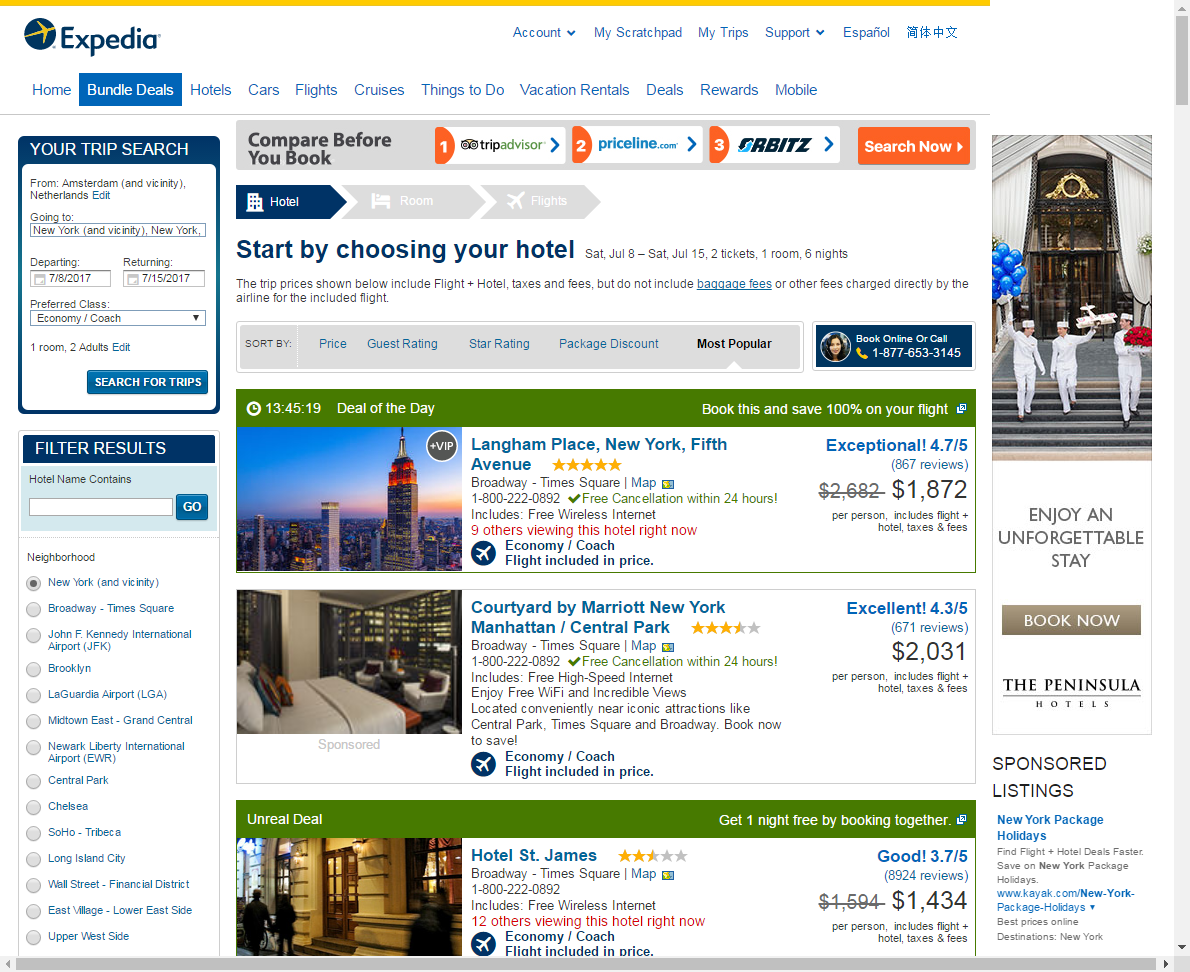 Expedia
Account
My Scratchpad
My Trips
Support
Español
简体中文
Home
Bundle Deals
Hotels
Cars
Flights
Cruises
Things to Do
Vacation Rentals
Deals
Rewards
Mobile
YOUR TRIP SEARCH
From: Amsterdam (and vicinity),
Netherlands Edit
Going to:
New York (and vicinity), New York,
Departing:
Returning:
7/8/2017
7/15/2017
Preferred Class:
Economy / Coach
1 room, 2 Adults Edit
SEARCH FOR TRIPS
FILTER RESULTS
Hotel Name Contains
GO
Neighborhood
New York (and vicinity)
Broadway - Times Square
John F. Kennedy International
Airport (JFK)
Brooklyn
LaGuardia Airport (LGA)
Midtown East - Grand Central
Newark Liberty International
Airport (EWR)
Central Park
Chelsea
SoHo - Tribeca
Long Island City
Wall Street - Financial District
East Village - Lower East Side
Upper West Side
Compare Before
You Book
1 tripadvisor
2 priceline.com
3 ORBITZ
Search Now
Hotel
Room
Flights
Start by choosing your hotel
Sat, Jul 8 – Sat, Jul 15, 2 tickets, 1 room, 6 nights
The trip prices shown below include Flight + Hotel, taxes and fees, but do not include baggage fees or other fees charged directly by the
airline for the included flight.
SORT BY:
Price
Guest Rating
Star Rating
Package Discount
Most Popular
Book Online Or Call
1-877-653-3145
13:45:19
Deal of the Day
Book this and save 100% on your flight
+VIP
Langham Place, New York, Fifth
Avenue
Broadway - Times Square | Map
1-800-222-0892 Free Cancellation within 24 hours!
Includes: Free Wireless Internet
9 others viewing this hotel right now
Economy / Coach
Flight included in price.
Exceptional! 4.7/5
(867 reviews)
$2,682 $1,872
per person, includes flight +
hotel, taxes & fees
Sponsored
Courtyard by Marriott New York
Manhattan / Central Park
Broadway - Times Square | Map
1-800-222-0892 Free Cancellation within 24 hours!
Includes: Free High-Speed Internet
Enjoy Free WiFi and Incredible Views
Located conveniently near iconic attractions like
Central Park, Times Square and Broadway. Book now
to save!
Economy / Coach
Flight included in price.
Excellent! 4.3/5
(671 reviews)
$2,031
per person, includes flight +
hotel, taxes & fees
Unreal Deal
Get 1 night free by booking together.
Hotel St. James
Broadway - Times Square | Map
1-800-222-0892
Includes: Free Wireless Internet
12 others viewing this hotel right now
Economy / Coach
Flight included in price.
Good! 3.7/5
(8924 reviews)
$1,594 $1,434
per person, includes flight +
hotel, taxes & fees
ENJOY AN
UNFORGETTABLE
STAY
BOOK NOW
THE PENINSULA
HOTELS
SPONSORED
LISTINGS
New York Package
Holidays
Find Flight + Hotel Deals Faster.
Save on New York Package
Holidays.
www.kayak.com/New-York-
Package-Holidays
Best prices online
Destinations: New York